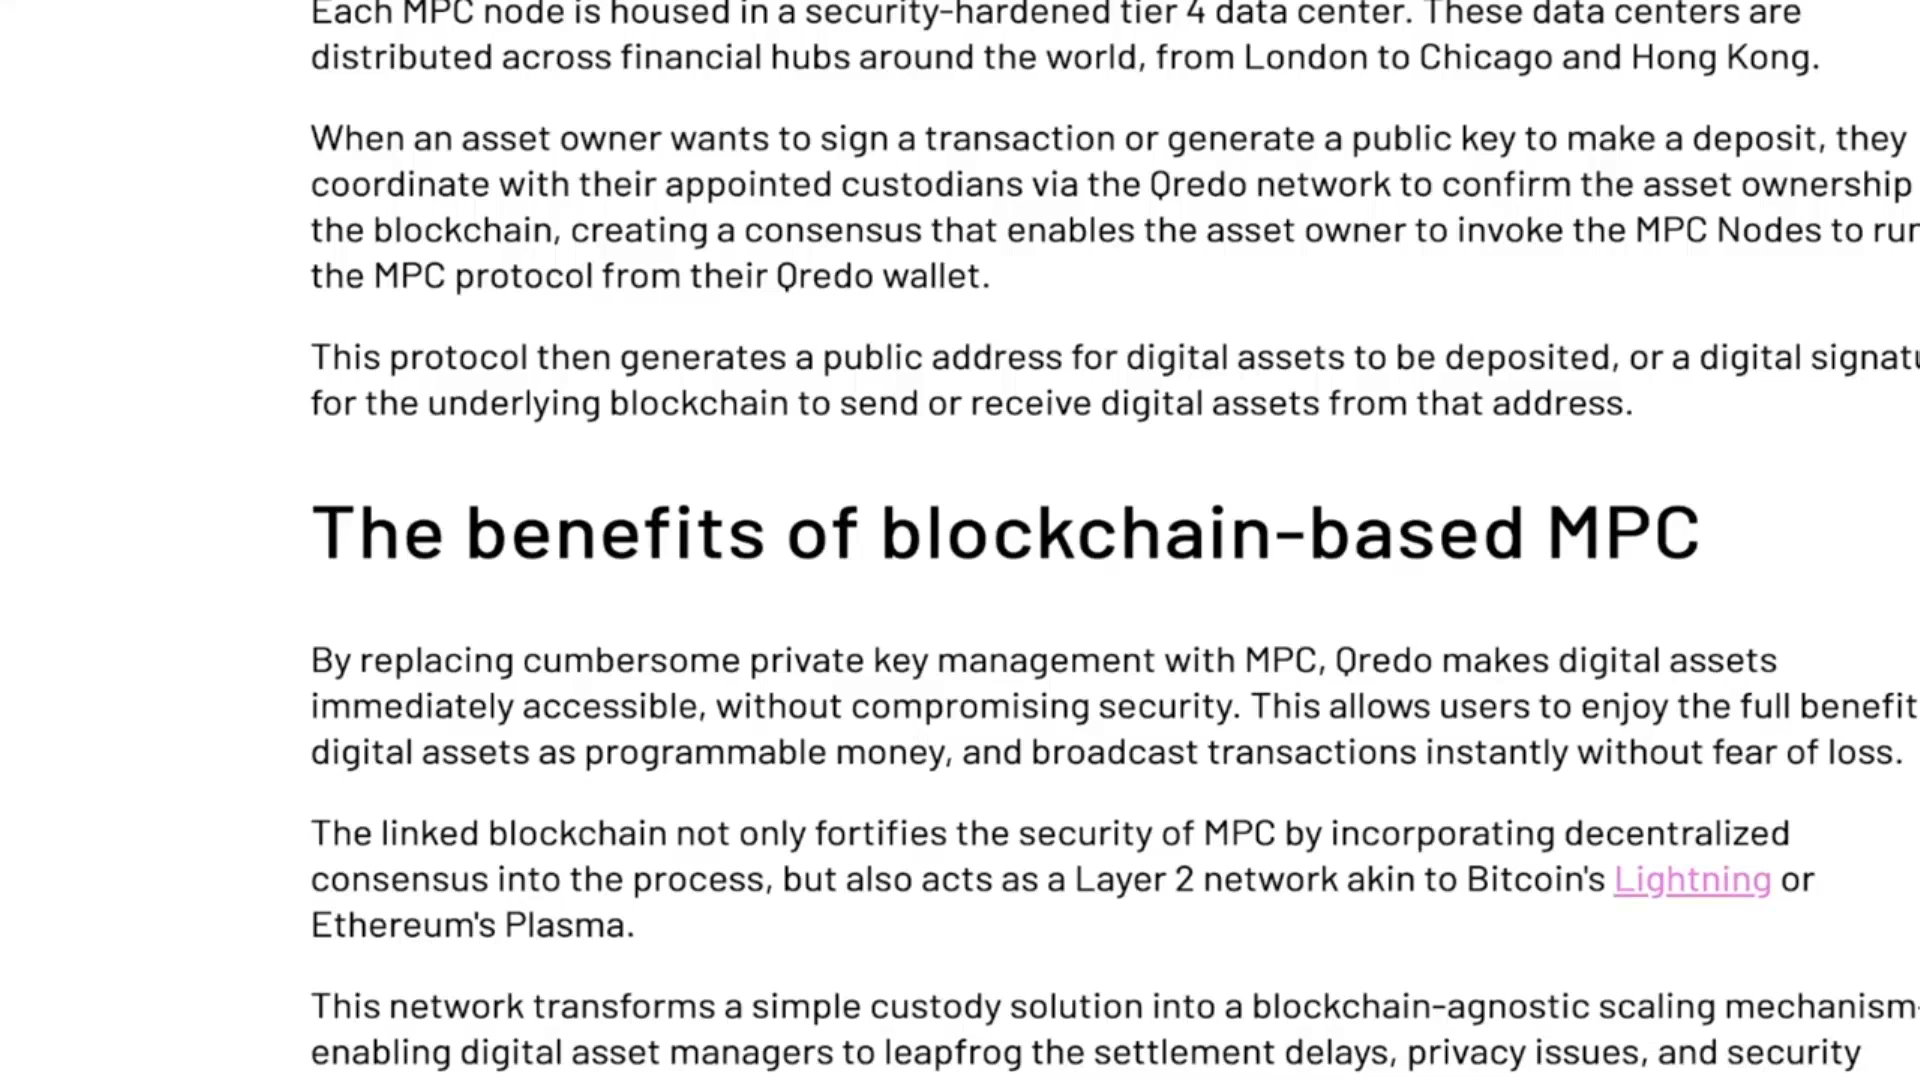 Each MPC node is housed in a security-hardened tier 4 data center. These data centers are
distributed across financial hubs around the world, from London to Chicago and Hong Kong.
When an asset owner wants to sign a transaction or generate a public key to make a deposit, they
coordinate with their appointed custodians via the Qredo network to confirm the asset ownership
the blockchain, creating a consensus that enables the asset owner to invoke the MPC Nodes to
the MPC protocol from their Qredo wallet.
This protocol then generates a public address for digital assets to be deposited, or a digital
for the underlying blockchain to send or receive digital assets from that address.
The benefits of blockchain-based MPC
By replacing cumbersome private key management with MPC, Qredo makes digital assets
immediately accessible, without compromising security. This allows users to enjoy the full benefit
digital assets as programmable money, and broadcast transactions instantly without fear of loss.
The linked blockchain not only fortifies the security of MPC by incorporating decentralized
consensus into the process, but also acts as a Layer 2 network akin to Bitcoin's Lightning or
Ethereum's Plasma.
This network transforms a simple custody solution into a blockchain-agnostic scaling mechanism
enabling digital asset managers to leapfrog the settlement delays, privacy issues, and security